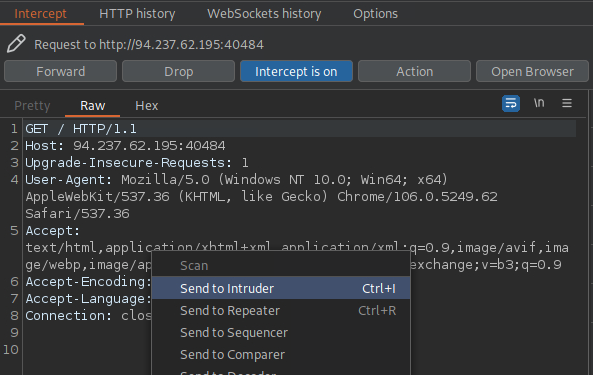 Intercept HTTP history WebSockets history Options
Request to http://94.237.62.195:40484
Forward Drop Intercept is on Action Open Browser
Pretty Raw Hex \n
1 GET / HTTP/1.1
2 Host: 94.237.62.195:40484
3 Upgrade-Insecure-Requests: 1
4 User-Agent: Mozilla/5.0 (Windows NT 10.0; Win64; x64)
AppleWebKit/537.36 (KHTML, like Gecko) Chrome/106.0.5249.62
Safari/537.36
5 Accept:
text/html,application/xhtml+xml,application/xml;q=0.9,image/avif,ima
ge/webp,image/ap exchange;v=b3;q=0.9
6 Accept-Encoding:
7 Accept-Language:
8 Connection: clos
9
10
Scan
Send to Intruder Ctrl+I
Send to Repeater Ctrl+R
Send to Sequencer
Send to Comparer
Send to Decoder